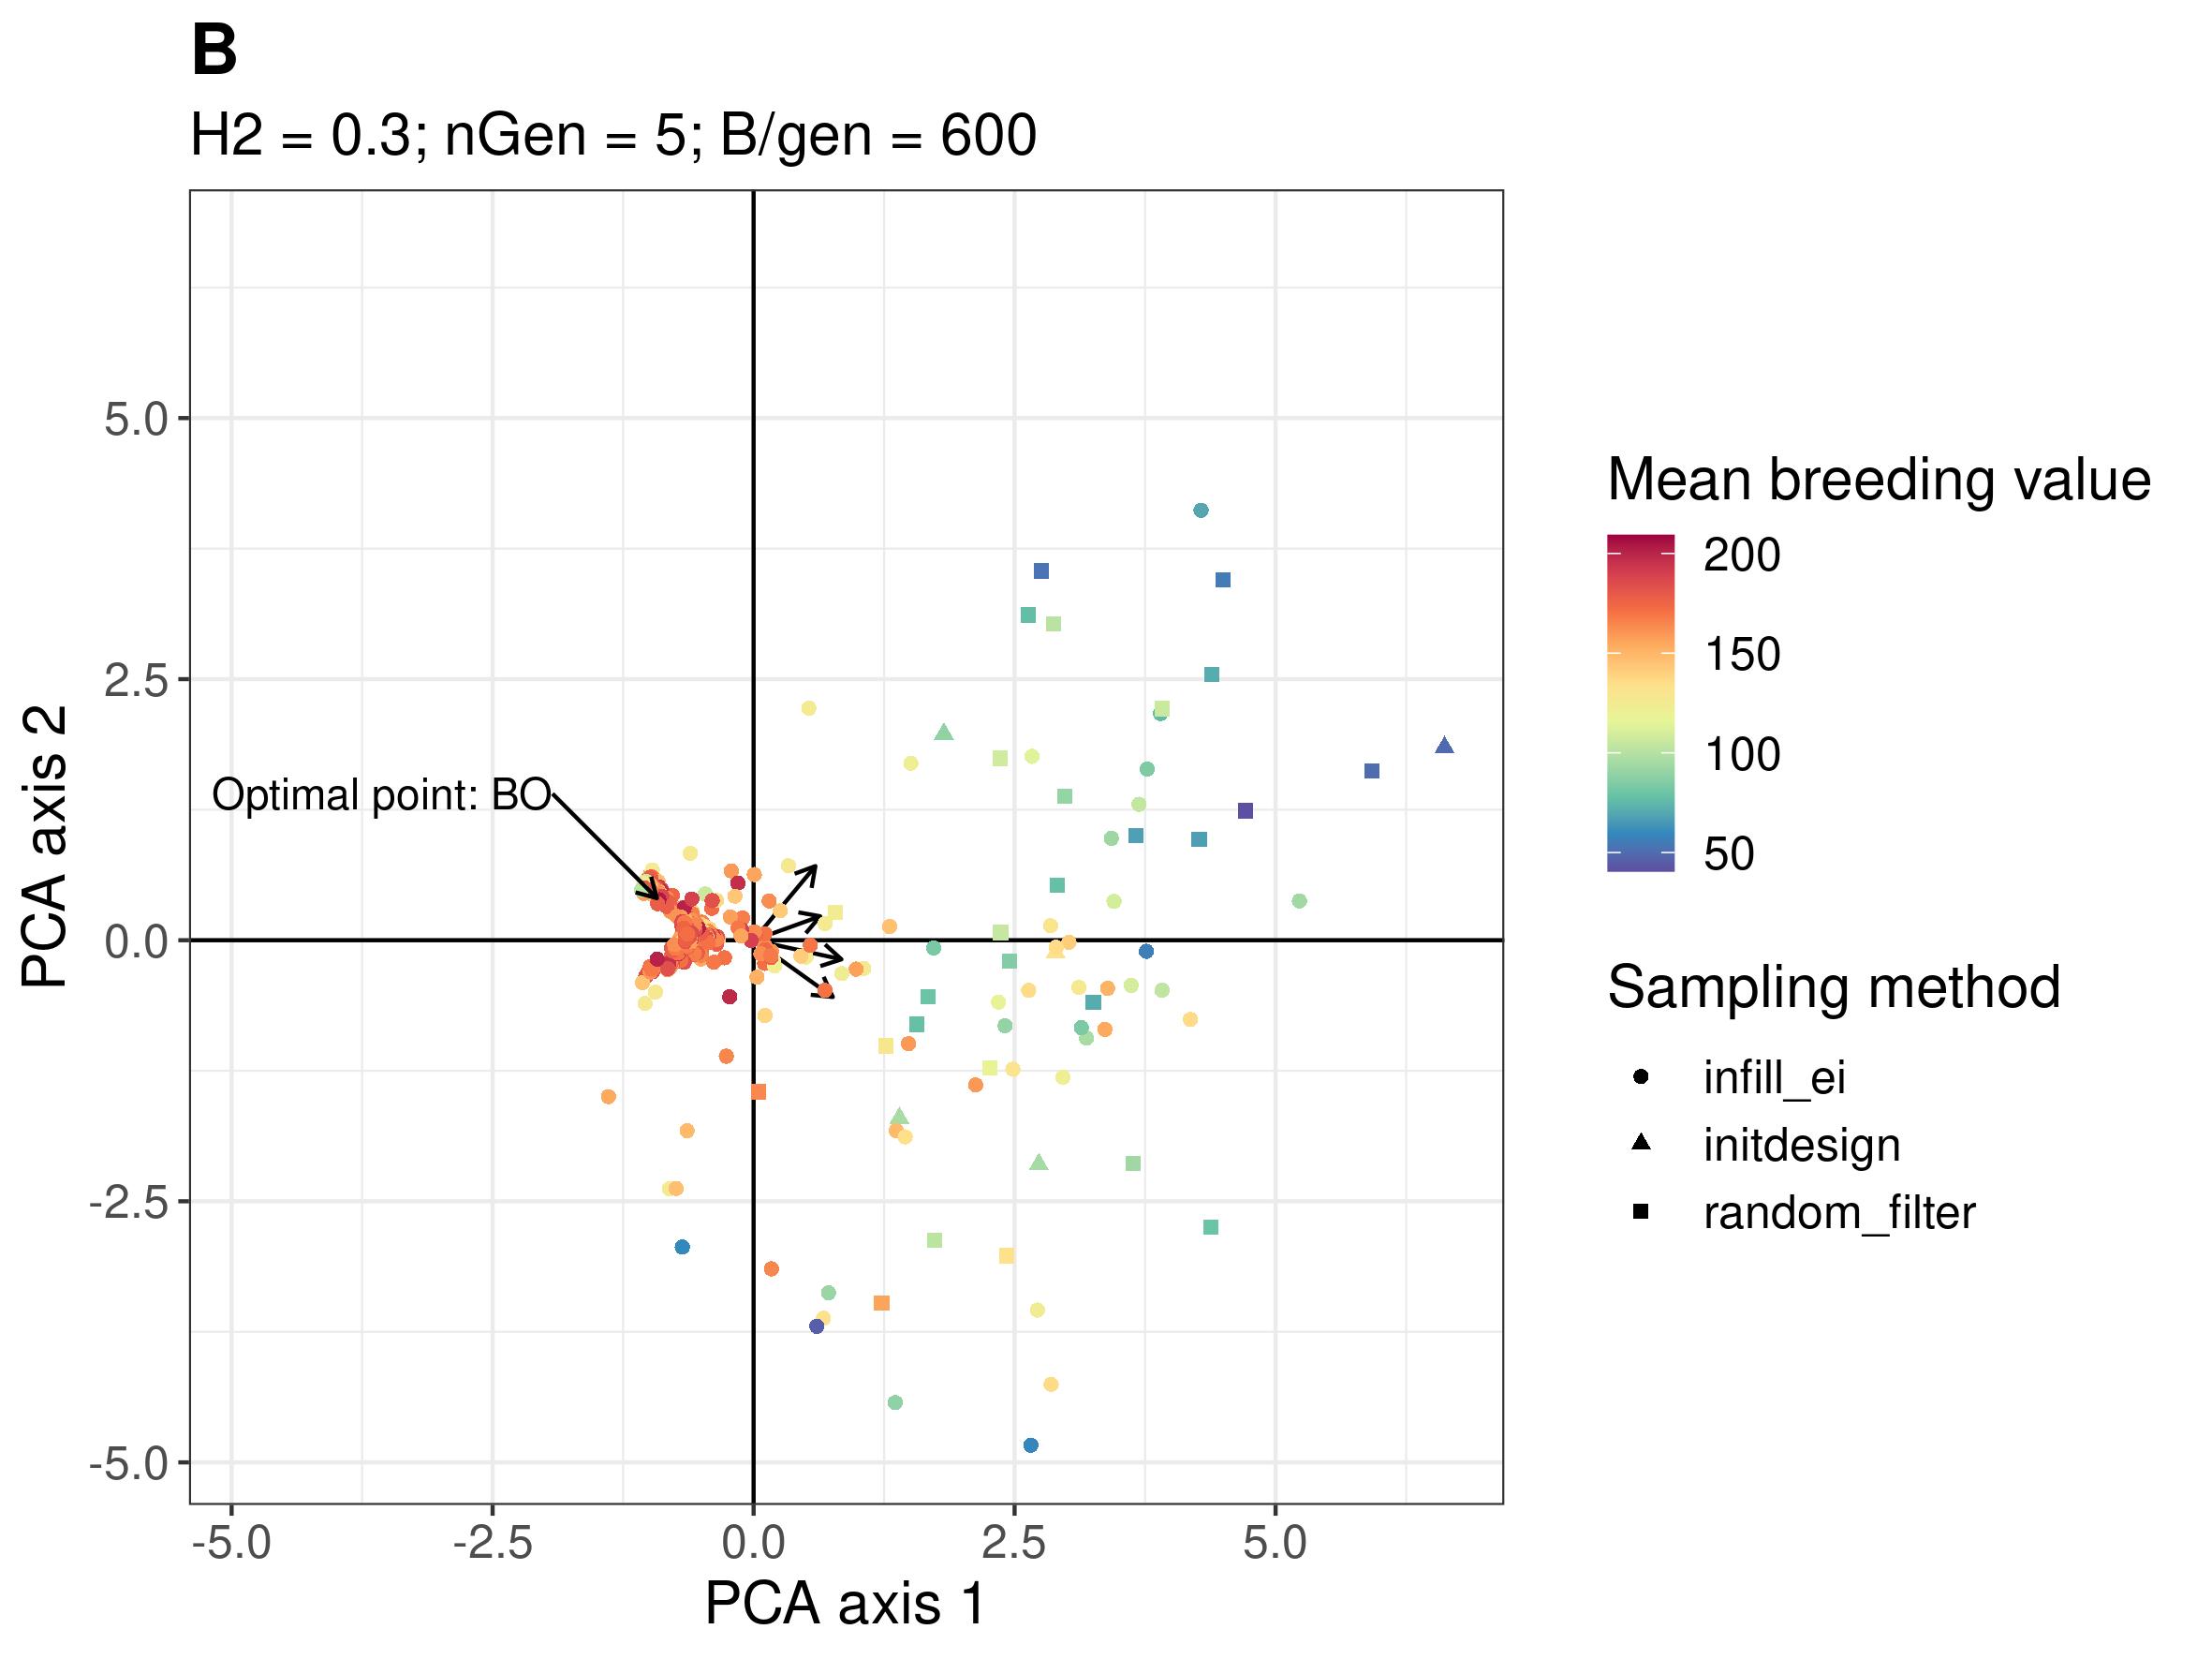 B
H2 = 0.3; nGen = 5; B/gen = 600
PCA axis 2
5.0
2.5
0.0
-2.5
-5.0
Optimal point: BO
-5.0
-2.5
0.0
2.5
5.0
PCA axis 1
Mean breeding value
200
150
100
50
Sampling method
infill_ei
initdesign
random_filter